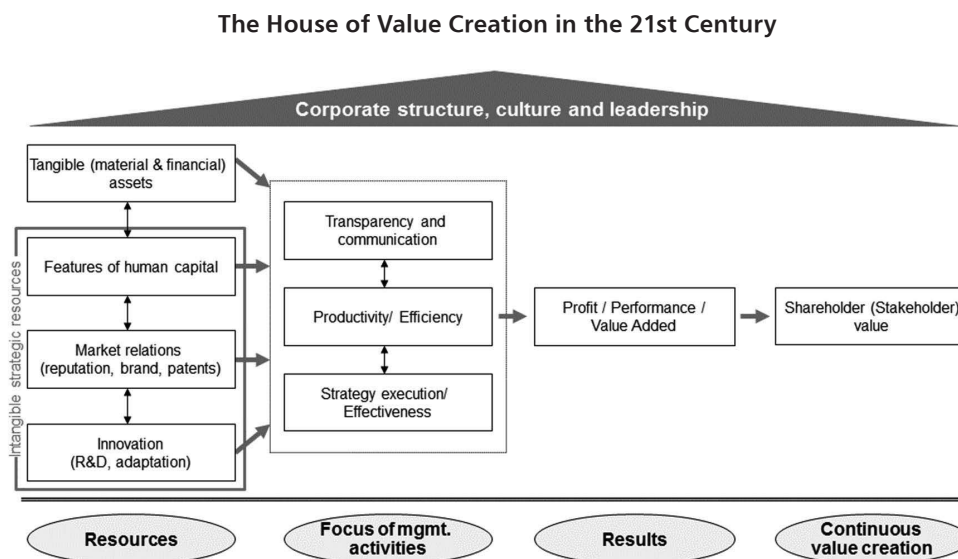 The House of Value Creation in the 21st Century
Corporate structure, culture and leadership
Tangible (material & financial)
assets
Intangible strategic resources
Features of human capital
Market relations
(reputation, brand, patents)
Innovation
(R&D, adaptation)
Transparency and
communication
Productivity/ Efficiency
Strategy execution/
Effectiveness
Profit / Performance /
Value Added
Shareholder (Stakeholder)
value
Resources
Focus of mgmt.
activities
Results
Continuous
value creation